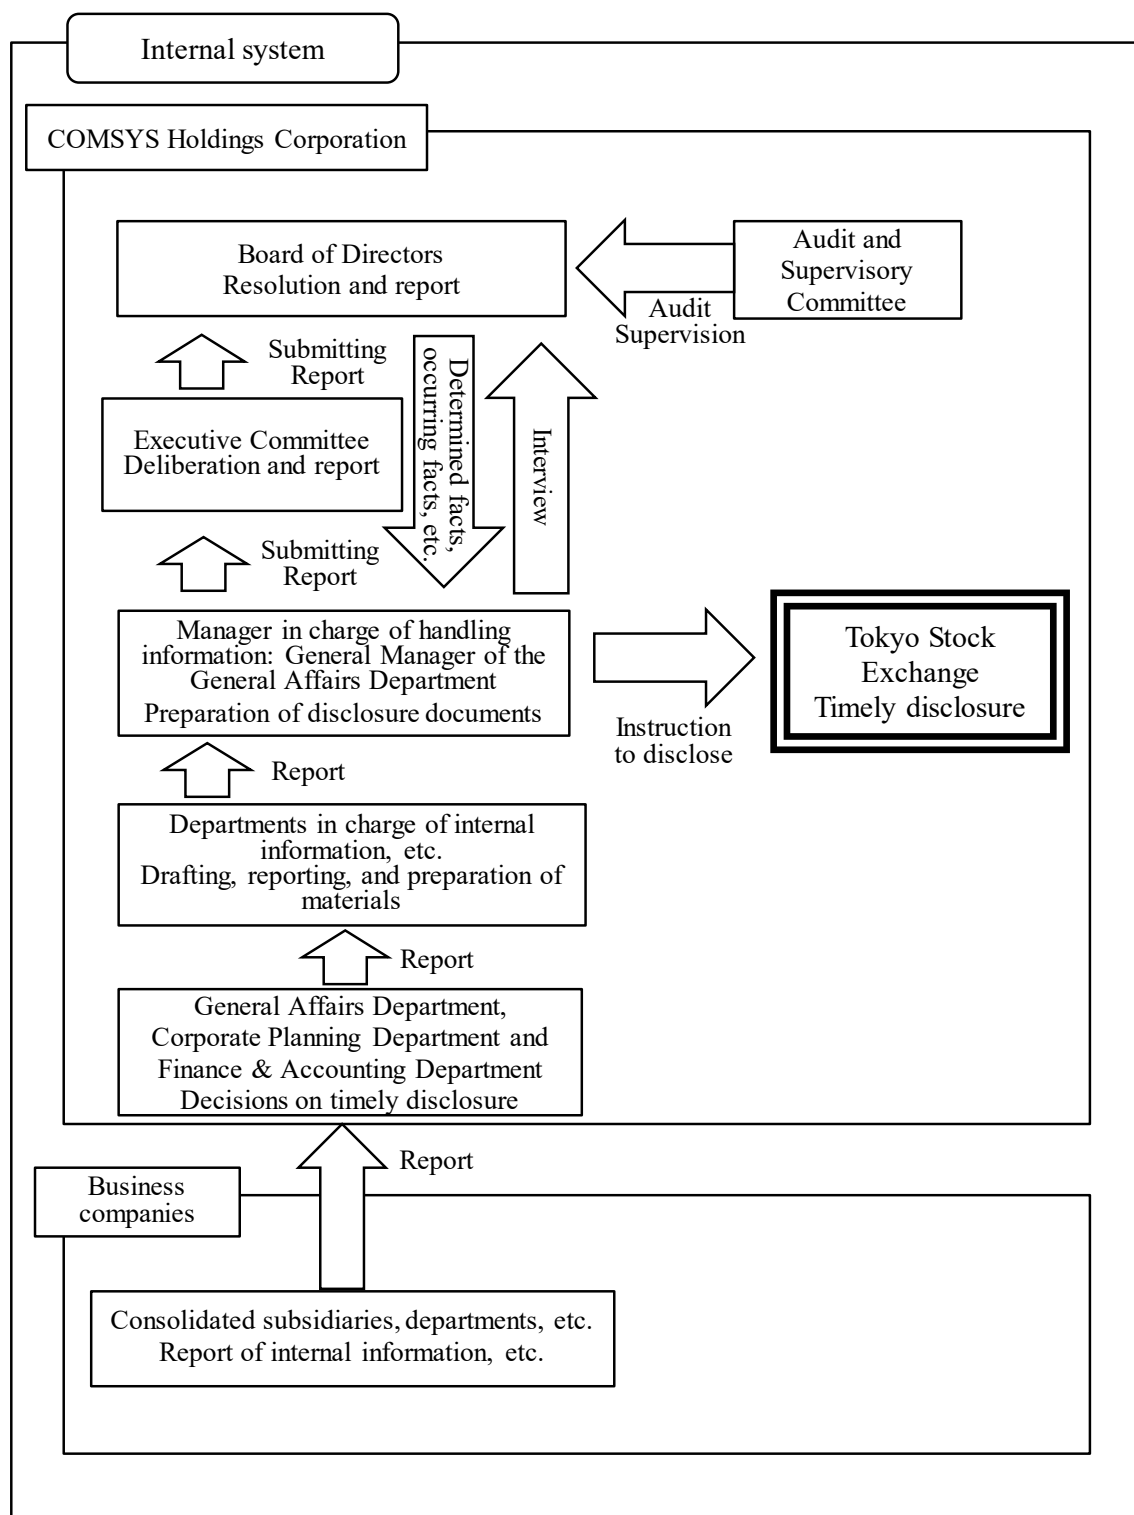 Internal system
COMSYS Holdings Corporation
Board of Directors
Resolution and report
Audit and
Supervisory
Committee
Audit
Supervision
Submitting
Report
Determined facts,
occurring facts, etc.
Interview
Executive Committee
Deliberation and report
Submitting
Report
Manager in charge of handling
information: General Manager of the
General Affairs Department
Preparation of disclosure documents
Instruction
to disclose
Tokyo Stock
Exchange
Timely disclosure
Report
Departments in charge of internal
information, etc.
Drafting, reporting, and preparation of
materials
Report
General Affairs Department,
Corporate Planning Department and
Finance & Accounting Department
Decisions on timely disclosure
Report
Business
companies
Consolidated subsidiaries, departments, etc.
Report of internal information, etc.